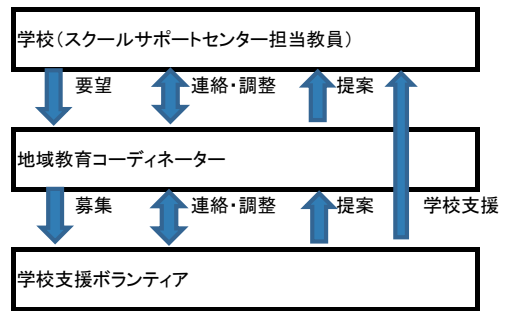 学校（スクールサポートセンター担当教員）
要望
連絡・調整
提案
地域教育コーディネーター
募集
連絡・調整
提案
学校支援
学校支援ボランティア